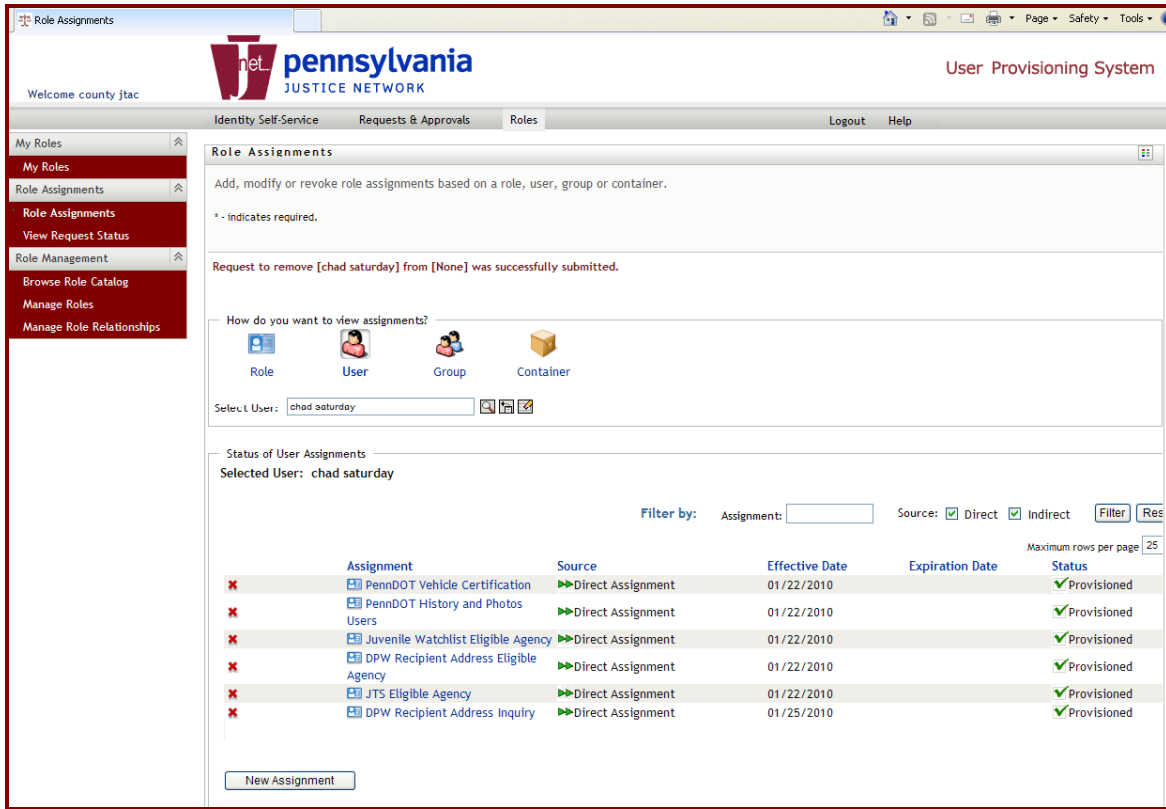 Role Assignments
Page Safety Tools
Welcome county jtac
Jnet
pennsylvania
JUSTICE NETWORK
User Provisioning System
Identity Self-Service Requests & Approvals Roles Logout Help
My Roles
My Roles
Role Assignments
Role Assignments
View Request Status
Role Management
Browse Role Catalog
Manage Roles
Manage Role Relationships
Role Assignments
Add, modify or revoke role assignments based on a role, user, group or container.
* - indicates required.
Request to remove [chad saturday] from [None] was successfully submitted.
How do you want to view assignments?
Role User Group Container
Select User: chad saturday
Status of User Assignments
Selected User: chad saturday
Filter by: Assignment: Source: Direct Indirect Filter Res
Maximum rows per page 25
Assignment Source Effective Date Expiration Date Status
PennDOT Vehicle Certification Direct Assignment 01/22/2010 Provisioned
PennDOT History and Photos
Users Direct Assignment 01/22/2010 Provisioned
Juvenile Watchlist Eligible Agency Direct Assignment 01/22/2010 Provisioned
DPW Recipient Address Eligible
Agency Direct Assignment 01/22/2010 Provisioned
JTS Eligible Agency Direct Assignment 01/22/2010 Provisioned
DPW Recipient Address Inquiry Direct Assignment 01/25/2010 Provisioned
New Assignment